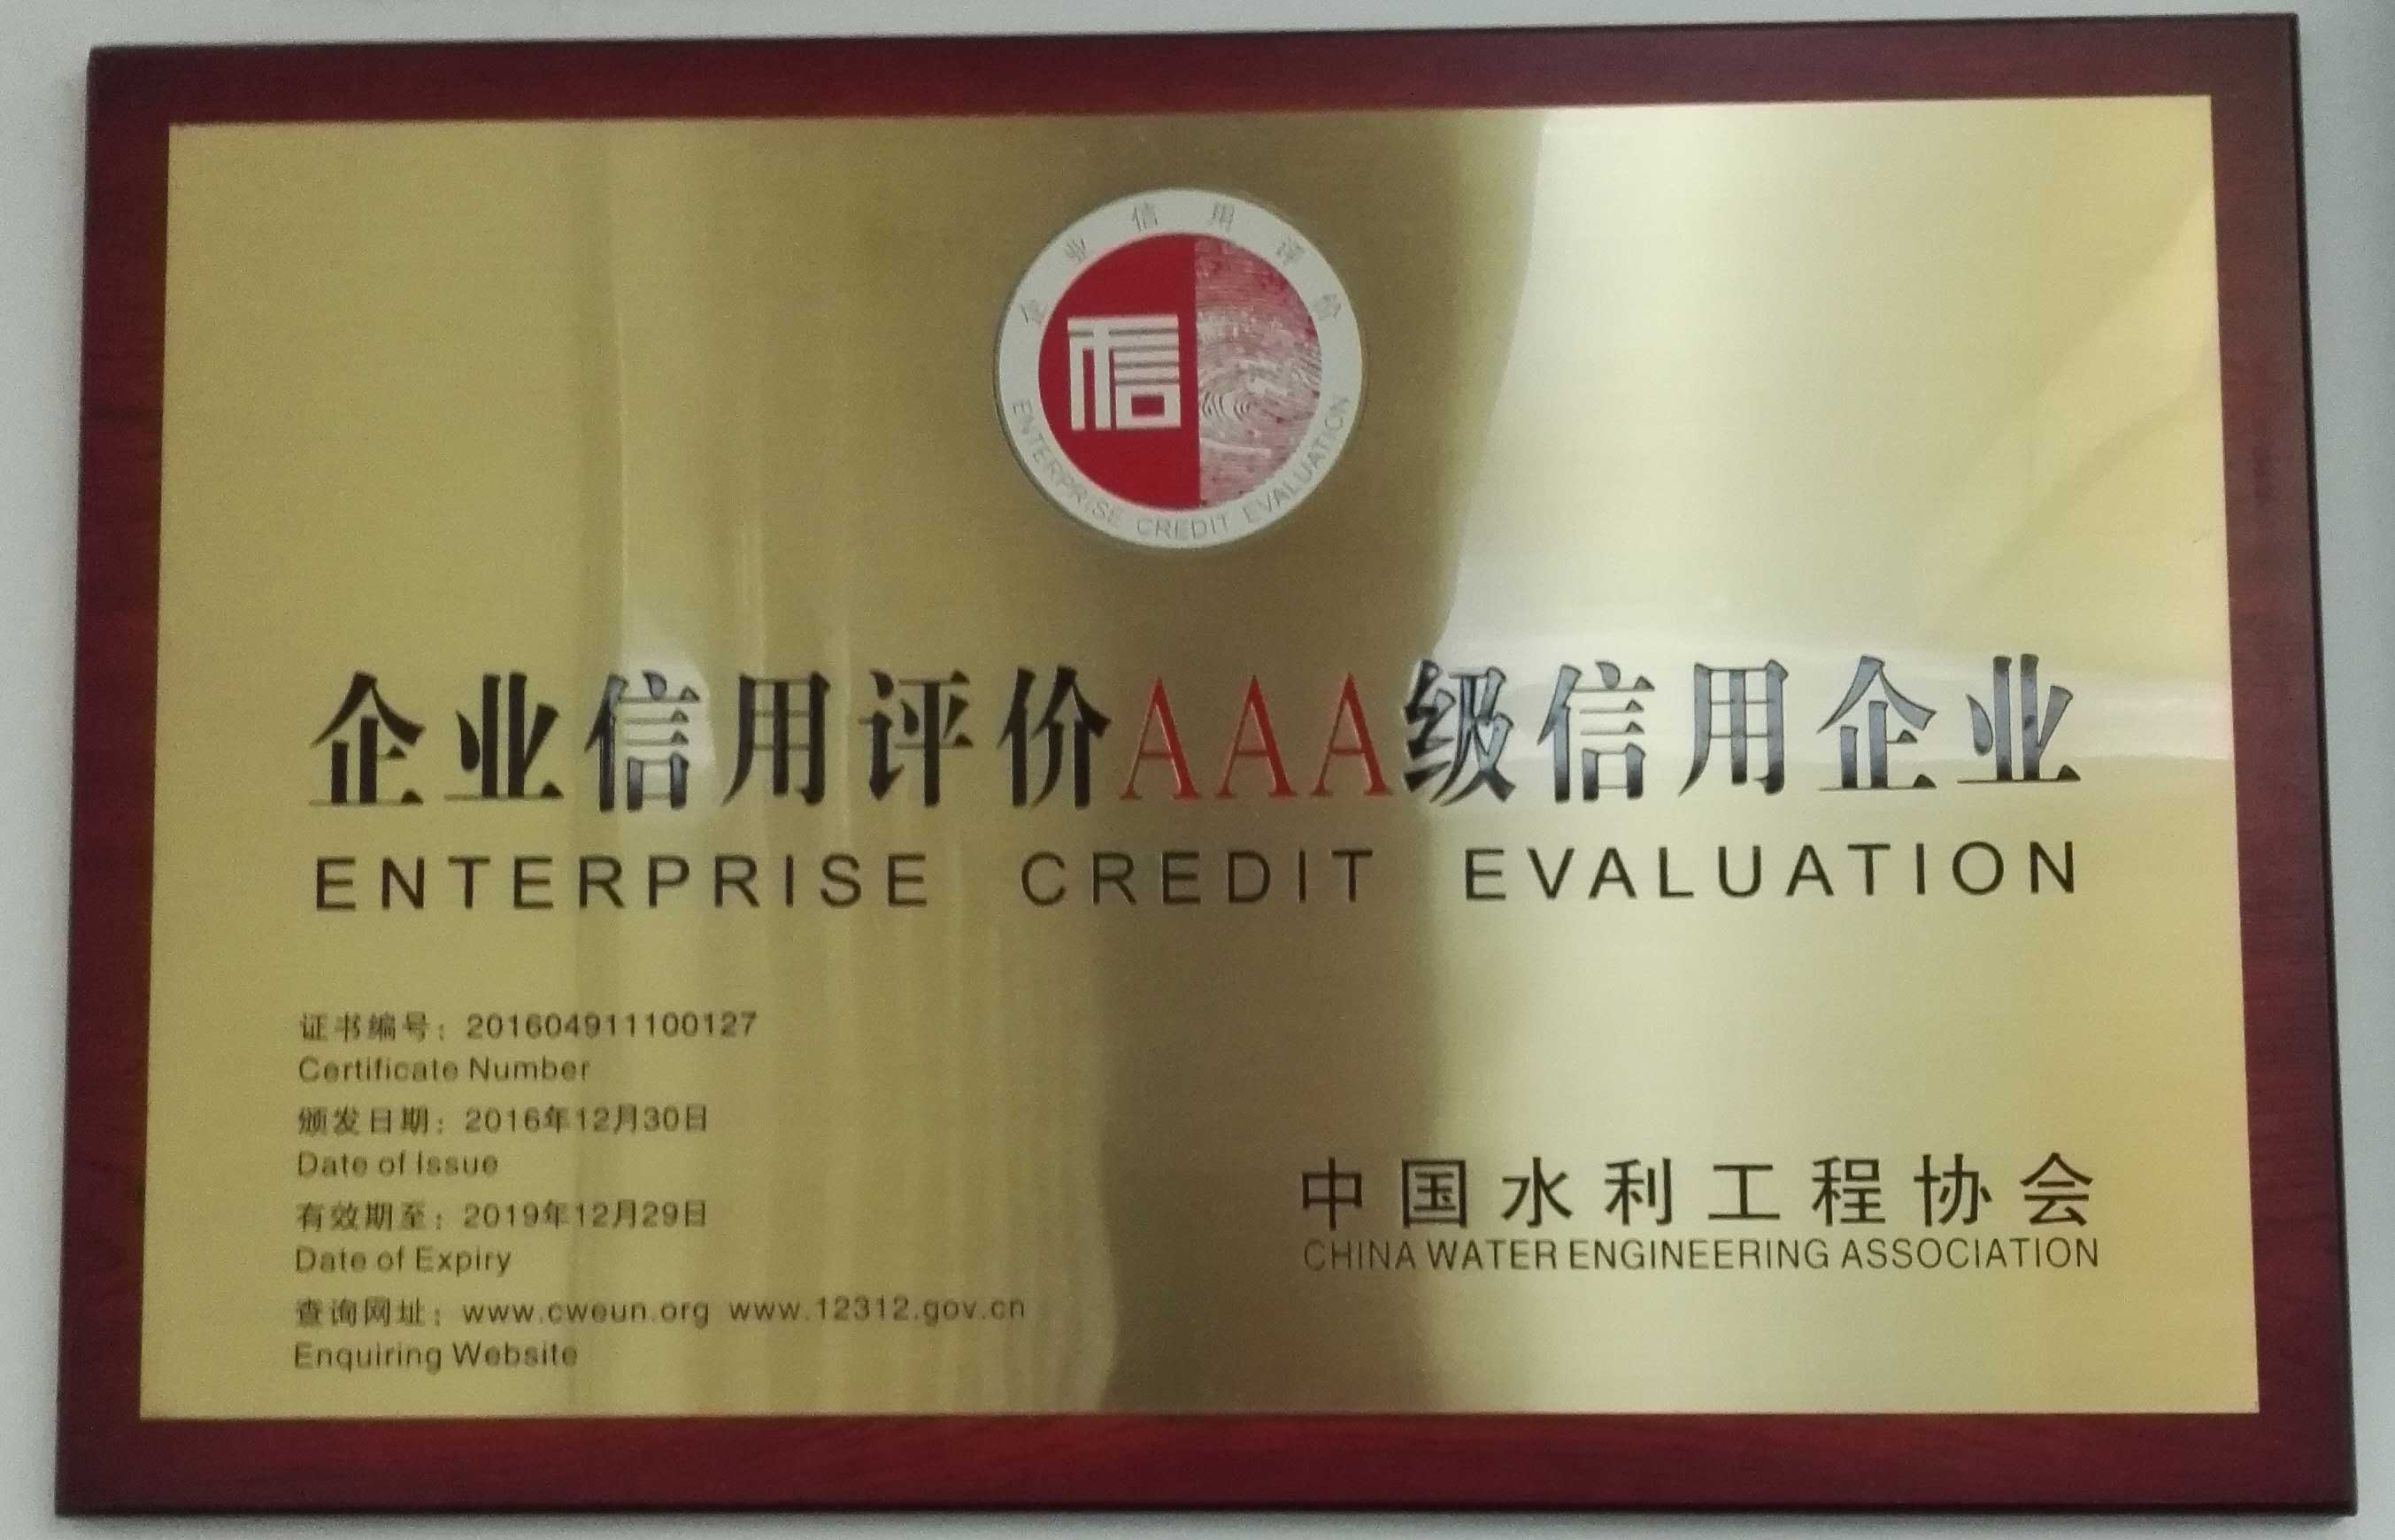 企业信用评价
信
ENTERPRISE CREDIT EVALUATION
企业信用评价AAA级信用企业
ENTERPRISE CREDIT EVALUATION
证书编号：201604911100127
Certificate Number
颁发日期：2016年12月30日
Date of Issue
有效期至：2019年12月29日
Date of Expiry
查询网址：www.cweun.org www.12312.gov.cn
Enquiring Website
中国水利工程协会
CHINA WATER ENGINEERING ASSOCIATION